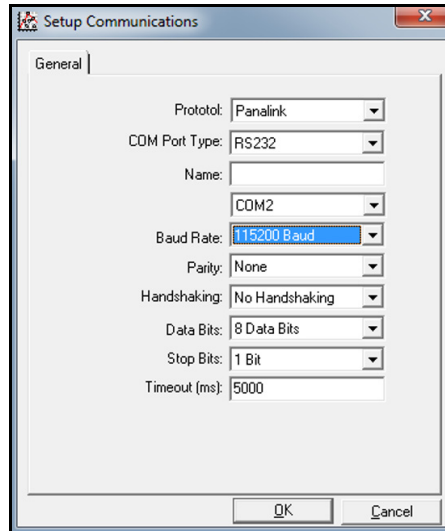 Setup Communications
General
Prototol: Panalink
COM Port Type: RS232
Name:
COM2
Baud Rate: 115200 Baud
Parity: None
Handshaking: No Handshaking
Data Bits: 8 Data Bits
Stop Bits: 1 Bit
Timeout (ms): 5000
OK Cancel